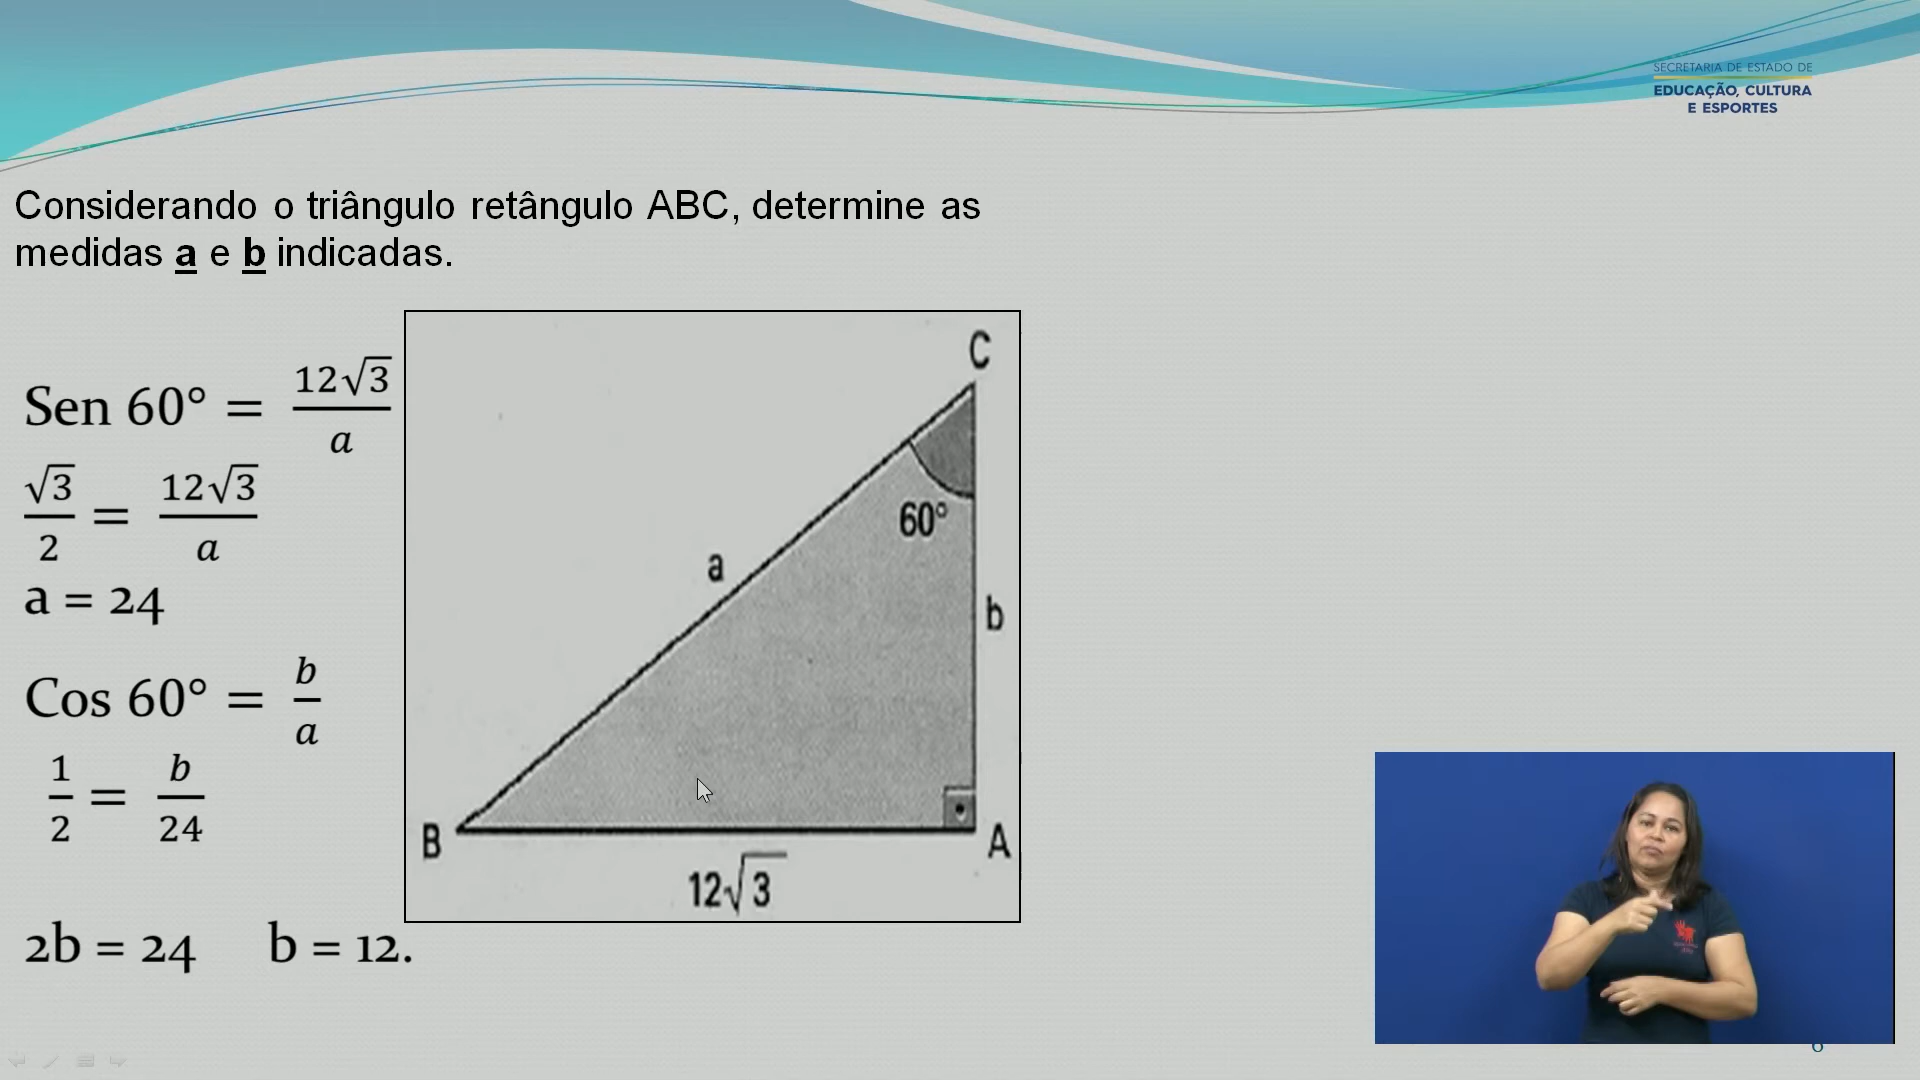 SECRETARIA DE ESTADO DE
EDUCAÇÃO, CULTURA
E ESPORTES
Considerando o triângulo retângulo ABC, determine as
medidas a e b indicadas.
Sen 60° = 12√3/a
√3/2 = 12√3/a
a = 24
Cos 60° = b/a
1/2 = b/24
2b = 24 b = 12.
C
60°
a
b
B
A
12√3
6